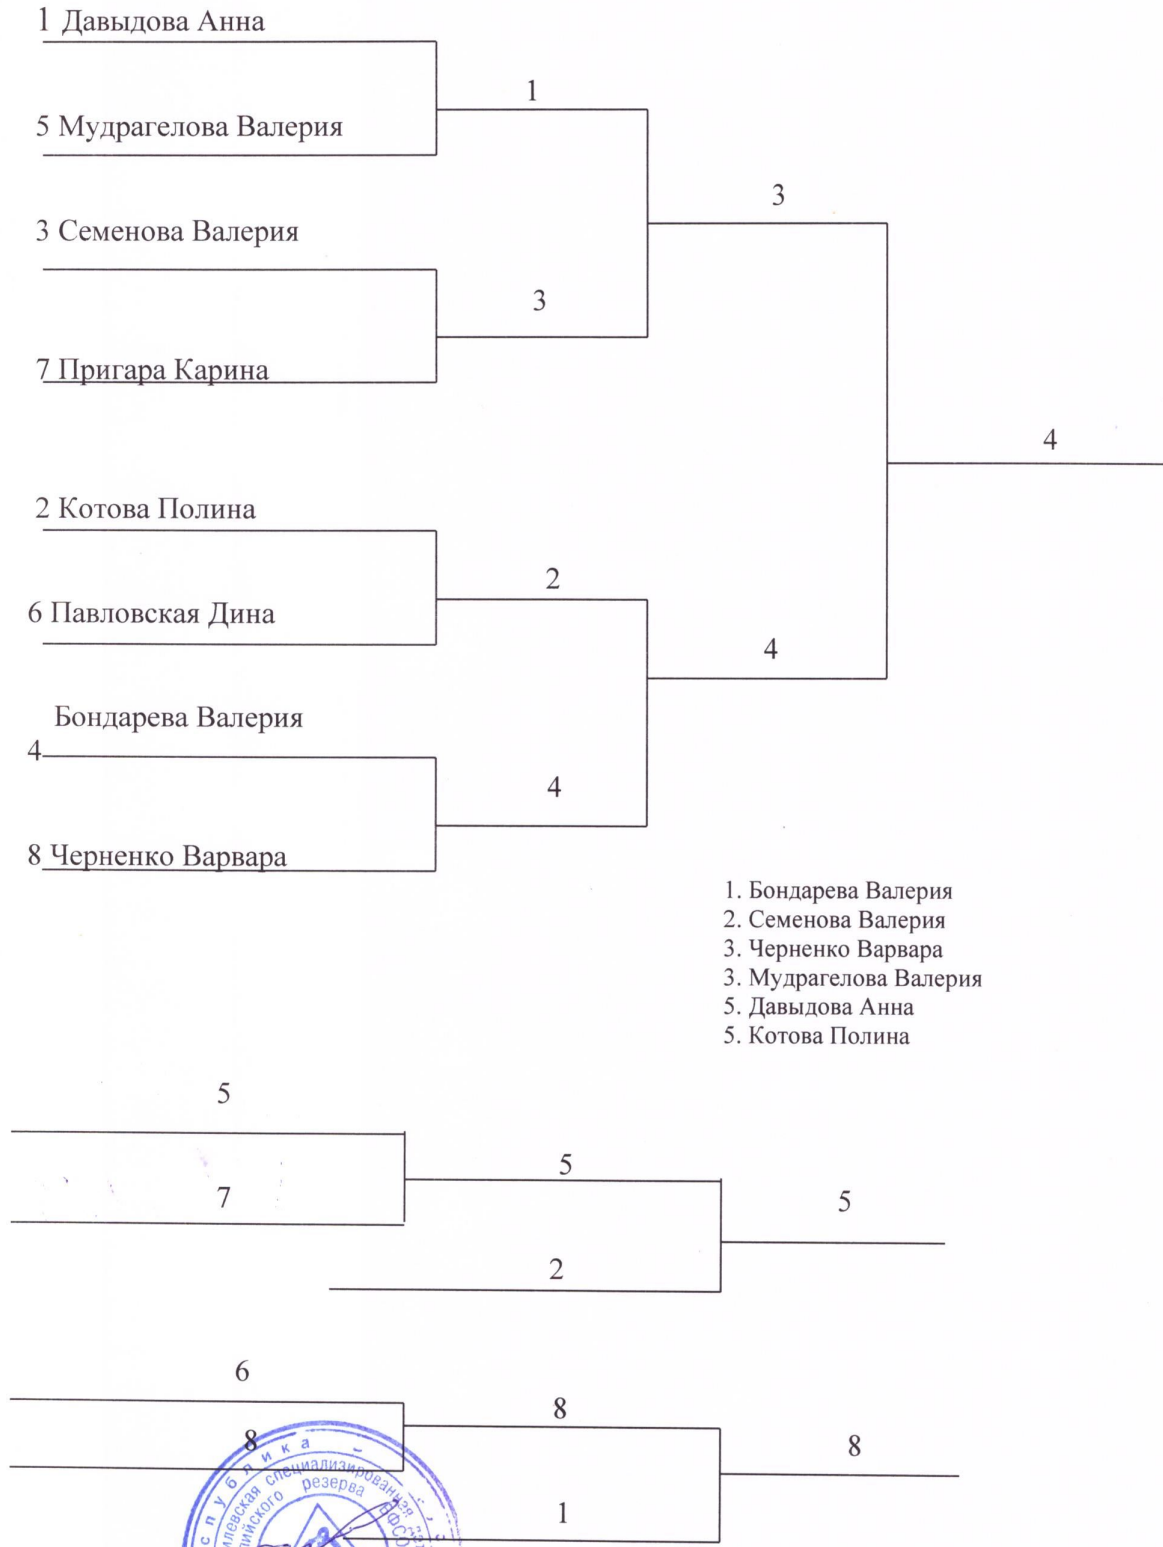 1 Давыдова Анна
1
5 Мудрагелова Валерия
3
3 Семенова Валерия
3
7 Пригара Карина
4
2 Котова Полина
2
6 Павловская Дина
4
Бондарева Валерия
4
4
8 Черненко Варвара
1. Бондарева Валерия
2. Семенова Валерия
3. Черненко Варвара
3. Мудрагелова Валерия
5. Давыдова Анна
5. Котова Полина
5
5
7
5
2
6
8
8
8
1
специализированная
резерва